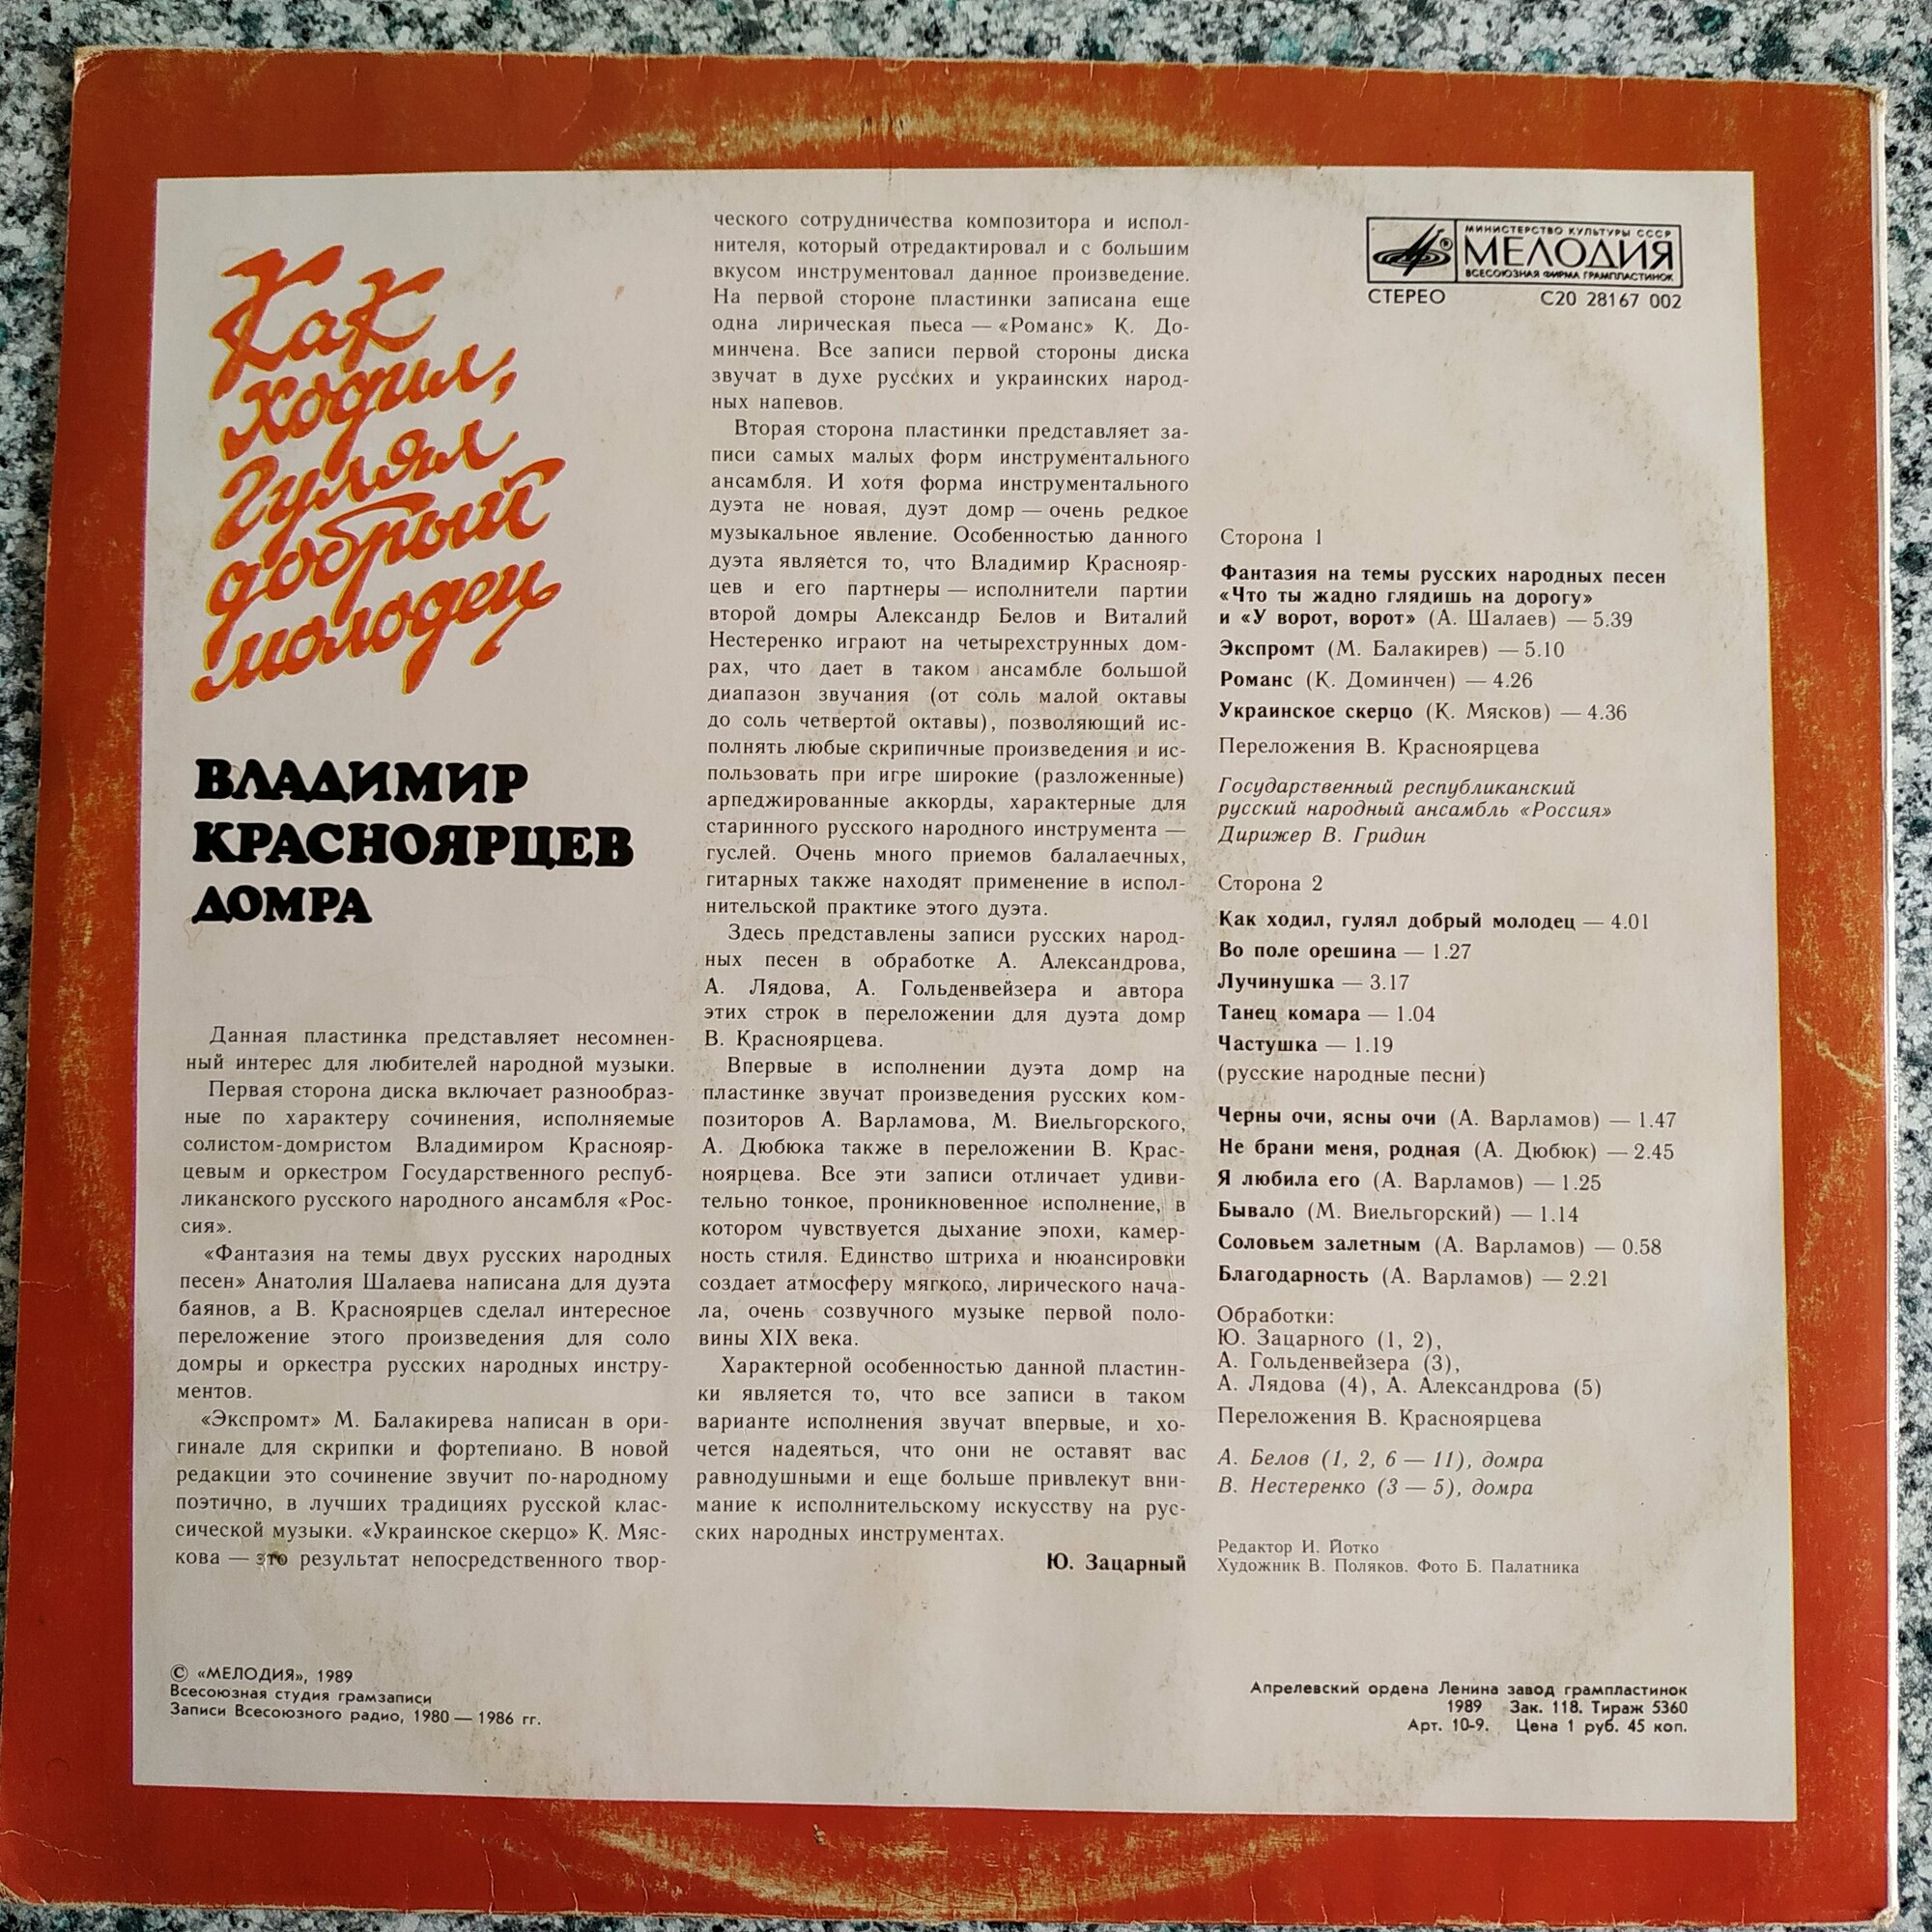 Как
ходил,
гулял
добрый
молодец
ВЛАДИМИР
КРАСНОЯРЦЕВ
ДОМРА
Данная пластинка представляет несомнен-
ный интерес для любителей народной музыки.
Первая сторона диска включает разнообраз-
ные по характеру сочинения, исполняемые
солистом-домристом Владимиром Краснояр-
цевым и оркестром Государственного респуб-
ликанского русского народного ансамбля «Рос-
сия».
«Фантазия на темы двух русских народных
песен» Анатолия Шалаева написана для дуэта
баянов, а В. Красноярцев сделал интересное
переложение этого произведения для соло
домры и оркестра русских народных инстру-
ментов.
«Экспромт» М. Балакирева написан в ори-
гинале для скрипки и фортепиано. В новой
редакции это сочинение звучит по-народному
поэтично, в лучших традициях русской клас-
сической музыки. «Украинское скерцо» К. Мяс-
кова — это результат непосредственного твор-
ческого сотрудничества композитора и испол-
нителя, который отредактировал и с большим
вкусом инструментовал данное произведение.
На первой стороне пластинки записана еще
одна лирическая пьеса — «Романс» К. До-
минчена. Все записи первой стороны диска
звучат в духе русских и украинских народ-
ных напевов.
Вторая сторона пластинки представляет за-
писи самых малых форм инструментального
ансамбля. И хотя форма инструментального
дуэта не новая, дуэт домр — очень редкое
музыкальное явление. Особенностью данного
дуэта является то, что Владимир Краснояр-
цев и его партнеры — исполнители партии
второй домры Александр Белов и Виталий
Нестеренко играют на четырехструнных дом-
рах, что дает в таком ансамбле большой
диапазон звучания (от соль малой октавы
до соль четвертой октавы), позволяющий ис-
полнять любые скрипичные произведения и ис-
пользовать при игре широкие (разложенные)
арпеджированные аккорды, характерные для
старинного русского народного инструмента —
гуслей. Очень много приемов балалаечных,
гитарных также находят применение в испол-
нительской практике этого дуэта.
Здесь представлены записи русских народ-
ных песен в обработке А. Александрова,
А. Лядова, А. Гольденвейзера и автора
этих строк в переложении для дуэта домр
В. Красноярцева.
Впервые в исполнении дуэта домр на
пластинке звучат произведения русских ком-
позиторов А. Варламова, М. Виельгорского,
А. Дюбюка также в переложении В. Крас-
ноярцева. Все эти записи отличает удиви-
тельно тонкое, проникновенное исполнение, в
котором чувствуется дыхание эпохи, камер-
ность стиля. Единство штриха и нюансировки
создает атмосферу мягкого, лирического нача-
ла, очень созвучного музыке первой поло-
вины XIX века.
Характерной особенностью данной пластин-
ки является то, что все записи в таком
варианте исполнения звучат впервые, и хо-
чется надеяться, что они не оставят вас
равнодушными и еще больше привлекут вни-
мание к исполнительскому искусству на рус-
ских народных инструментах.
Ю. Зацарный
МИНИСТЕРСТВО КУЛЬТУРЫ СССР
МЕЛОДИЯ
ВСЕСОЮЗНАЯ ФИРМА ГРАМПЛАСТИНОК
СТЕРЕО С20 28167 002
Сторона 1
Фантазия на темы русских народных песен
«Что ты жадно глядишь на дорогу»
и «У ворот, ворот» (А. Шалаев) — 5.39
Экспромт (М. Балакирев) — 5.10
Романс (К. Доминчен) — 4.26
Украинское скерцо (К. Мясков) — 4.36
Переложения В. Красноярцева
Государственный республиканский
русский народный ансамбль «Россия»
Дирижер В. Гридин
Сторона 2
Как ходил, гулял добрый молодец — 4.01
Во поле орешина — 1.27
Лучинушка — 3.17
Танец комара — 1.04
Частушка — 1.19
(русские народные песни)
Черны очи, ясны очи (А. Варламов) — 1.47
Не брани меня, родная (А. Дюбюк) — 2.45
Я любила его (А. Варламов) — 1.25
Бывало (М. Виельгорский) — 1.14
Соловьем залетным (А. Варламов) — 0.58
Благодарность (А. Варламов) — 2.21
Обработки:
Ю. Зацарного (1, 2),
А. Гольденвейзера (3),
А. Лядова (4), А. Александрова (5)
Переложения В. Красноярцева
А. Белов (1, 2, 6 — 11), домра
В. Нестеренко (3 — 5), домра
Редактор И. Йотко
Художник В. Поляков. Фото Б. Палатника
© «МЕЛОДИЯ», 1989
Всесоюзная студия грамзаписи
Записи Всесоюзного радио, 1980 — 1986 гг.
Апрелевский ордена Ленина завод грампластинок
1989 Зак. 118. Тираж 5360
Арт. 10-9. Цена 1 руб. 45 коп.